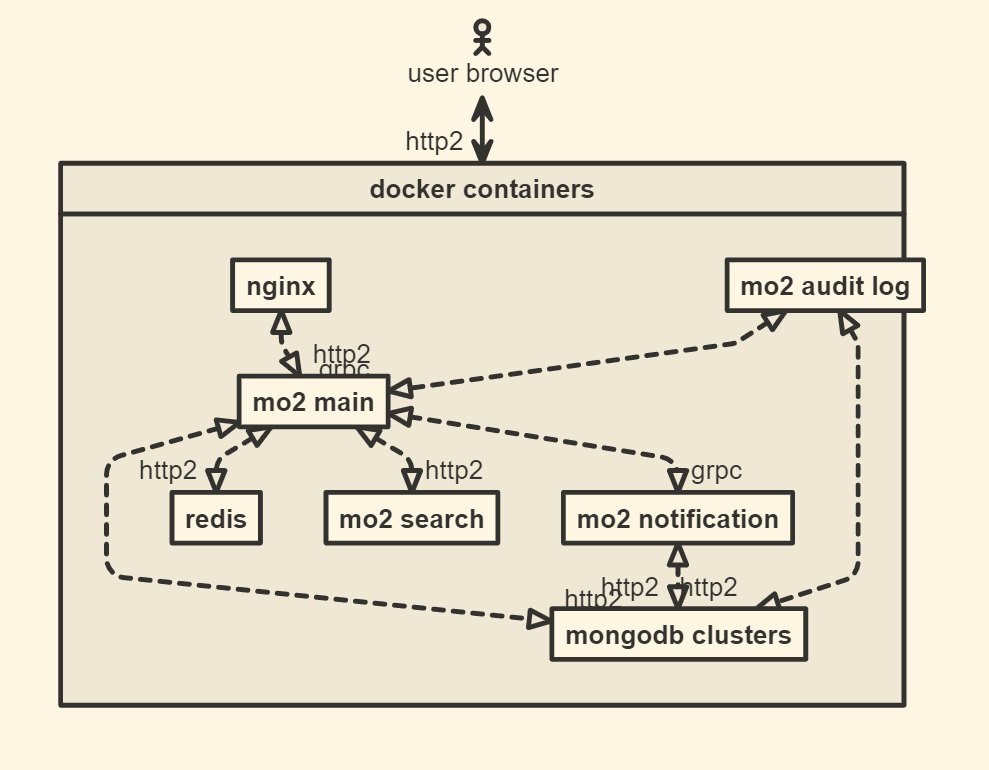 user browser
http2
docker containers
nginx
mo2 audit log
http2
grpc
mo2 main
http2
http2
grpc
redis
mo2 search
mo2 notification
http2
http2
http2
mongodb clusters